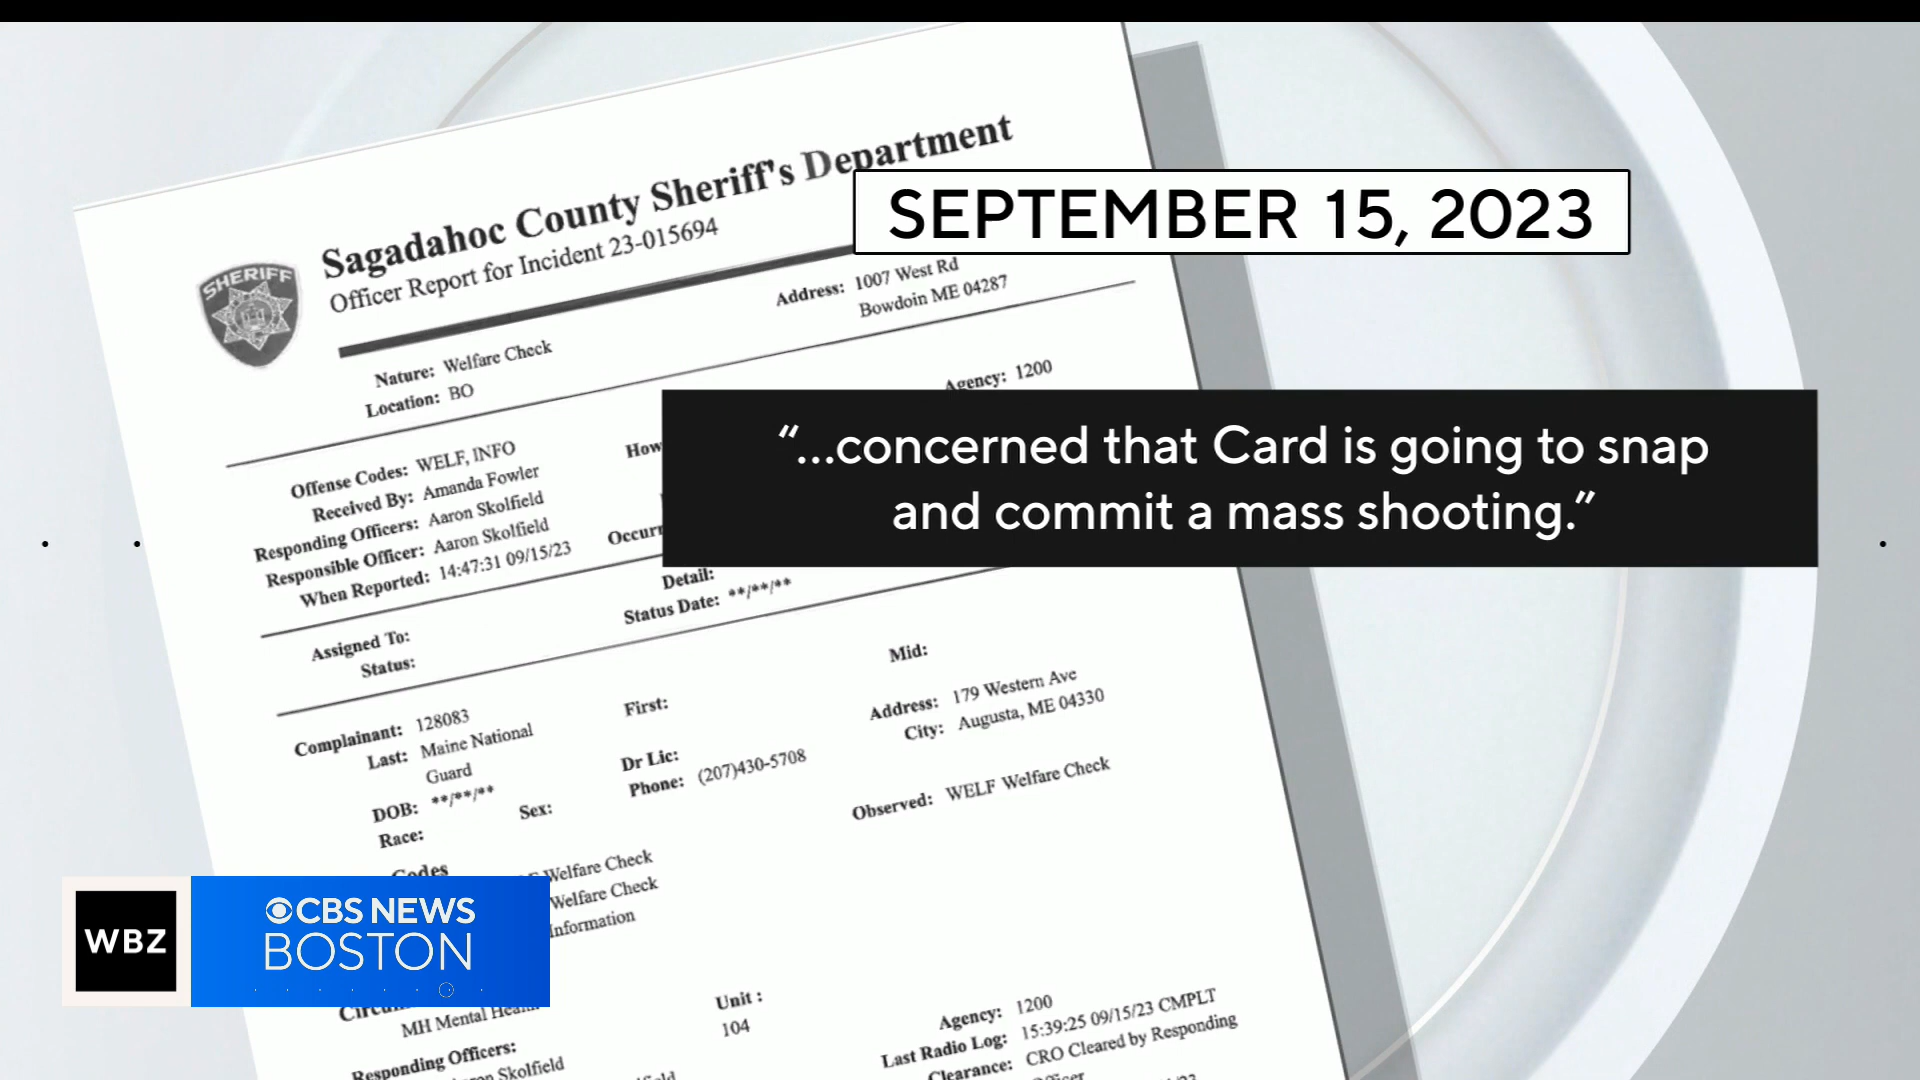 Sagadahoc County Sheriff's Department
Officer Report for Incident 23-015694
SHERIFF
SEPTEMBER 15, 2023
Nature: Welfare Check
Location: BO
Address: 1007 West Rd
Bowdoin ME 04287
Offense Codes: WELF, INFO
Received By: Amanda Fowler
Responding Officers: Aaron Skolfield
Responsible Officer: Aaron Skolfield
When Reported: 14:47:31 09/15/23
How
Agency: 1200
Occurr
“...concerned that Card is going to snap
and commit a mass shooting.”
Assigned To:
Status:
Detail:
Status Date: **/**/**
Complainant: 128083
Last: Maine National
Guard
DOB: **/**/**
Race:
Sex:
First:
Dr Lic:
Phone: (207)430-5708
Mid:
Address: 179 Western Ave
City: Augusta, ME 04330
Codes
Observed: WELF Welfare Check
Welfare Check
Welfare Check
Information
WBZ
CBS NEWS
BOSTON
MH Mental
Responding Officers:
Skolfield
Unit :
104
Agency: 1200
Last Radio Log: 15:39:25 09/15/23 CMPLT
Clearance: CRO Cleared by Responding